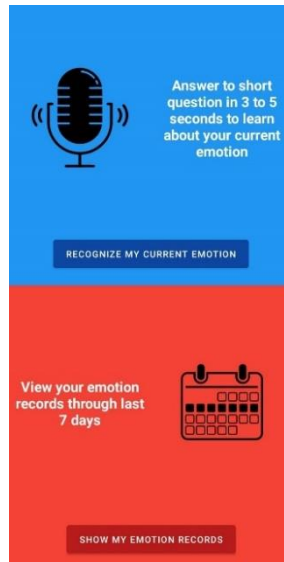 Answer to short
question in 3 to 5
seconds to learn
about your current
emotion
RECOGNIZE MY CURRENT EMOTION
View your emotion
records through last
7 days
SHOW MY EMOTION RECORDS